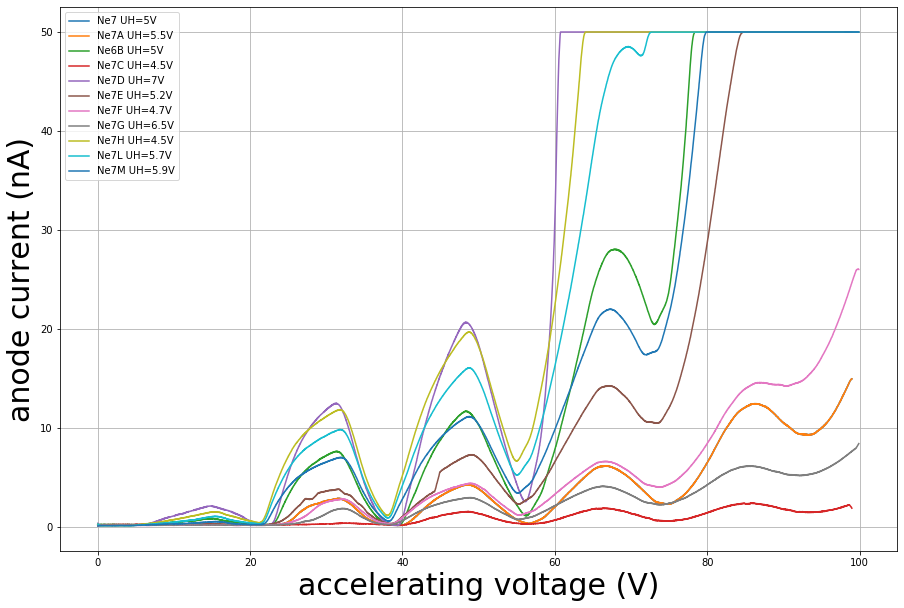 Ne7 UH=5V
Ne7A UH=5.5V
Ne6B UH=5V
Ne7C UH=4.5V
Ne7D UH=7V
Ne7E UH=5.2V
Ne7F UH=4.7V
Ne7G UH=6.5V
Ne7H UH=4.5V
Ne7L UH=5.7V
Ne7M UH=5.9V
anode current (nA)
50
40
30
20
10
0
0
20
40
60
80
100
accelerating voltage (V)